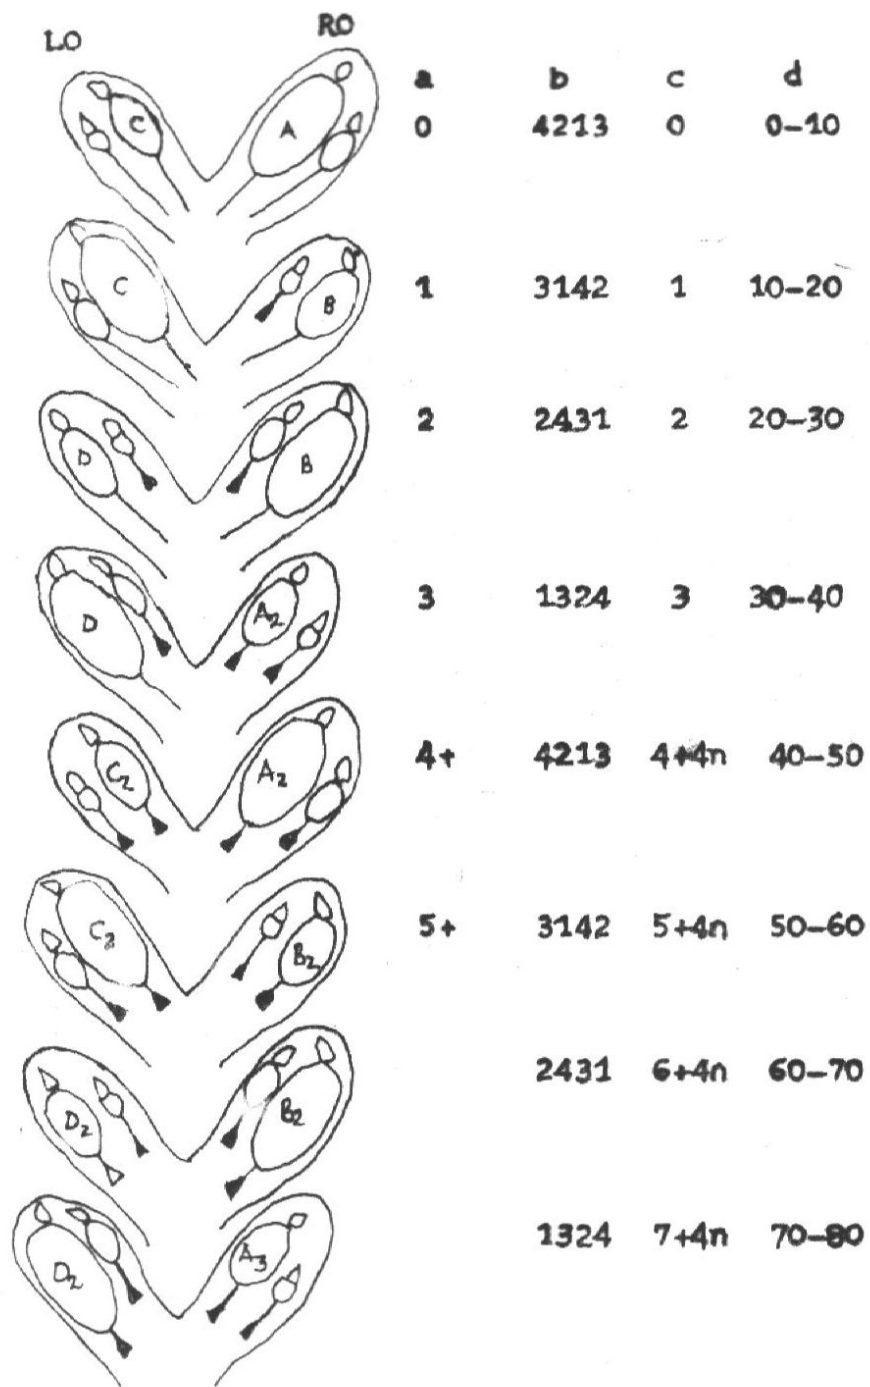 LO RO
a b c d
C A
0 4213 0 0-10
C B
1 3142 1 10-20
D B
2 2431 2 20-30
D A2
3 1324 3 30-40
C2 A2
4+ 4213 4+4n 40-50
C2 B2
5+ 3142 5+4n 50-60
D2 B2
2431 6+4n 60-70
D2 A3
1324 7+4n 70-80